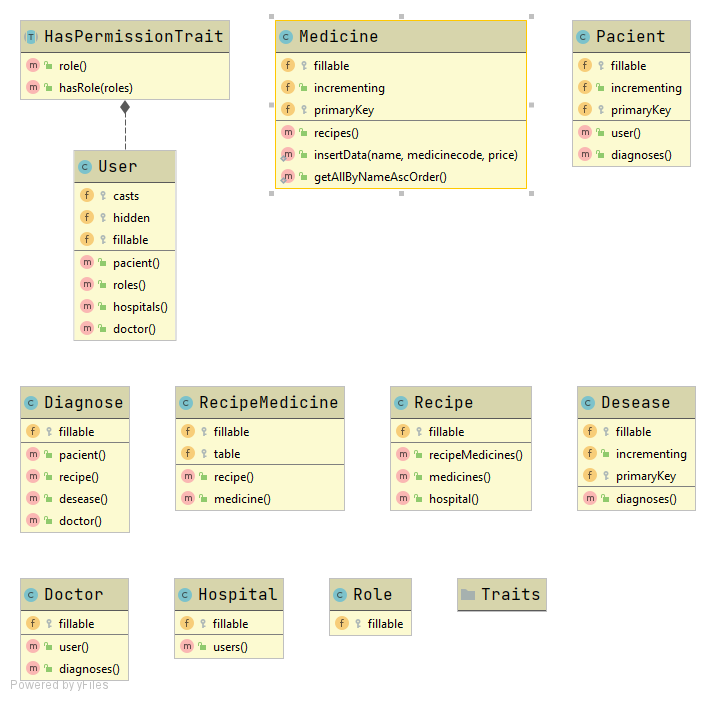 HasPermissionTrait
role()
hasRole(roles)
User
casts
hidden
fillable
pacient()
roles()
hospitals()
doctor()
Medicine
fillable
incrementing
primaryKey
recipes()
insertData(name, medicinecode, price)
getAllByNameAscOrder()
Pacient
fillable
incrementing
primaryKey
user()
diagnoses()
Diagnose
fillable
pacient()
recipe()
desease()
doctor()
RecipeMedicine
fillable
table
recipe()
medicine()
Recipe
fillable
recipeMedicines()
medicines()
hospital()
Desease
fillable
incrementing
primaryKey
diagnoses()
Doctor
fillable
user()
diagnoses()
Hospital
fillable
users()
Role
fillable
Traits
Powered by yFiles